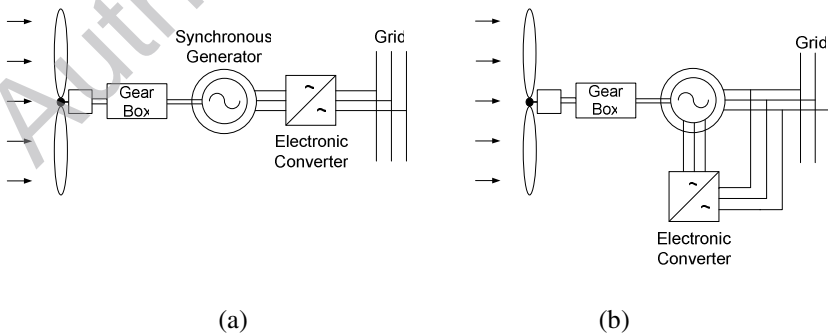 Synchronous
Generator
Gear
Box
~
~
~
Grid
Electronic
Converter
(a)
Gear
Box
~
~
~
Grid
Electronic
Converter
(b)